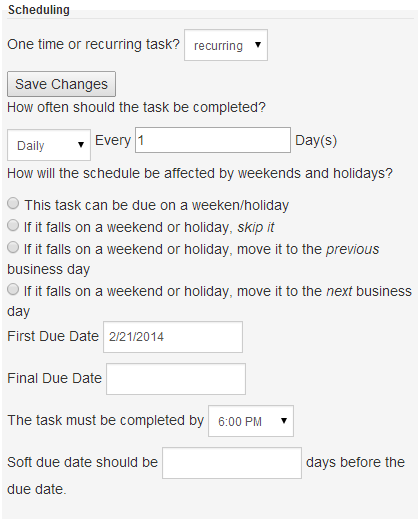 Scheduling
One time or recurring task? recurring
Save Changes
How often should the task be completed?
Daily Every 1 Day(s)
How will the schedule be affected by weekends and holidays?
This task can be due on a weeken/holiday
If it falls on a weekend or holiday, skip it
If it falls on a weekend or holiday, move it to the previous
business day
If it falls on a weekend or holiday, move it to the next business
day
First Due Date 2/21/2014
Final Due Date
The task must be completed by 6:00 PM
Soft due date should be days before the
due date.